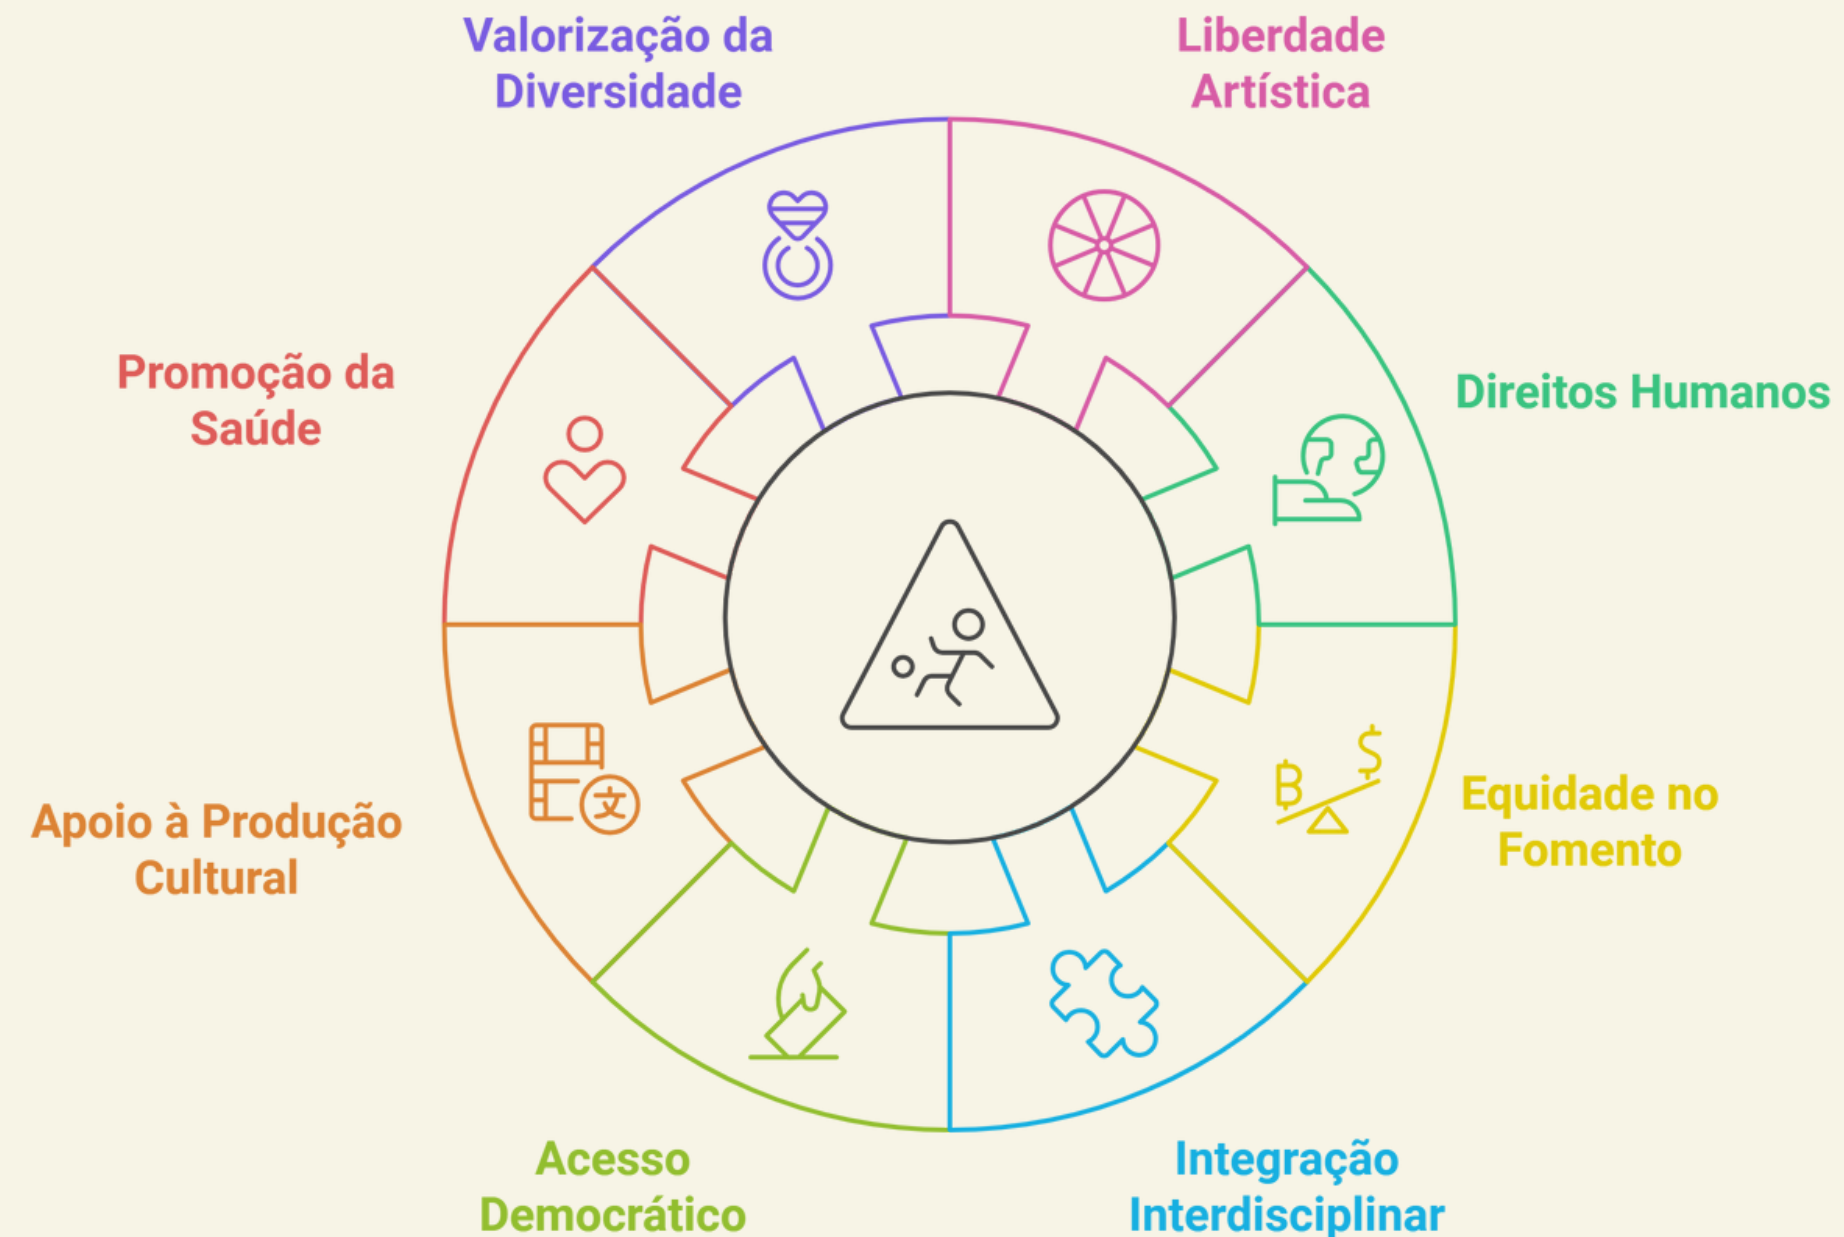 Valorização da
Diversidade
Liberdade
Artística
Promoção da
Saúde
Direitos Humanos
Apoio à Produção
Cultural
文
B
$
Equidade no
Fomento
Acesso
Democrático
Integração
Interdisciplinar